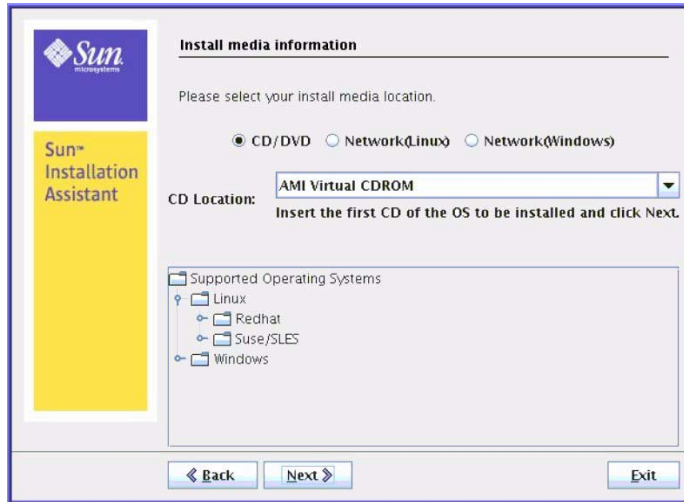 Sun
microsystems
Sun™
Installation
Assistant
Install media information
Please select your install media location.
CD/DVD Network(Linux) Network(Windows)
CD Location: AMI Virtual CDROM
Insert the first CD of the OS to be installed and click Next.
Supported Operating Systems
Linux
Redhat
Suse/SLES
Windows
Back Next Exit